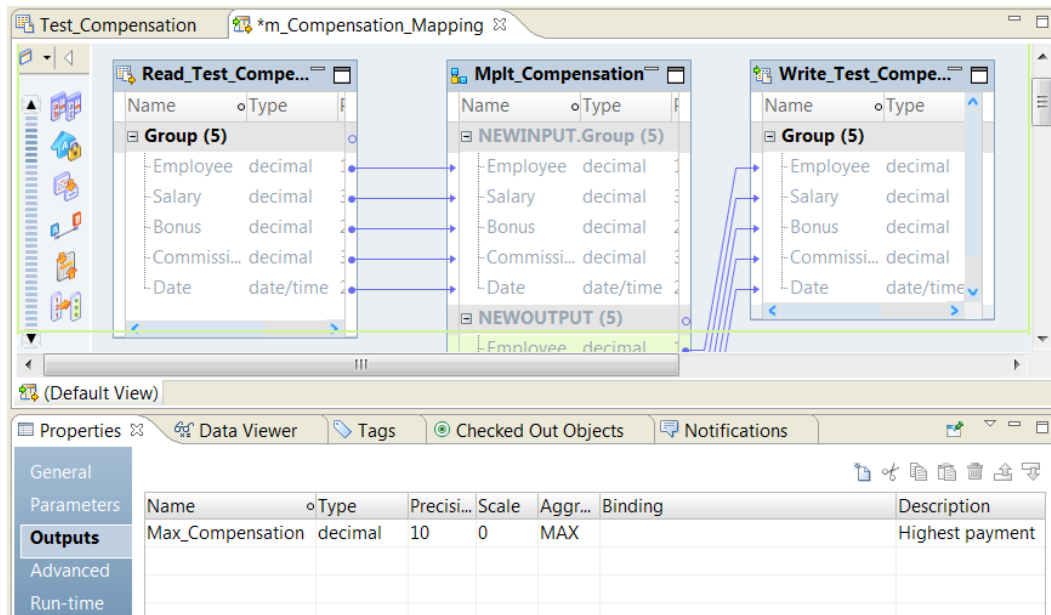 Test_Compensation *m_Compensation_Mapping
Read_Test_Compe... Mplt_Compensation Write_Test_Compe...
Name Type Name Type Name Type
Group (5) NEWINPUT.Group (5) Group (5)
Employee decimal Employee decimal Employee decimal
Salary decimal Salary decimal Salary decimal
Bonus decimal Bonus decimal Bonus decimal
Commissi... decimal Commissi... decimal Commissi... decimal
Date date/time Date date/time Date date/time
NEWOUTPUT (5)
Employee decimal
(Default View)
Properties Data Viewer Tags Checked Out Objects Notifications
General
Parameters
Outputs
Advanced
Run-time
Name Type Precisi... Scale Aggr... Binding Description
Max_Compensation decimal 10 0 MAX Highest payment